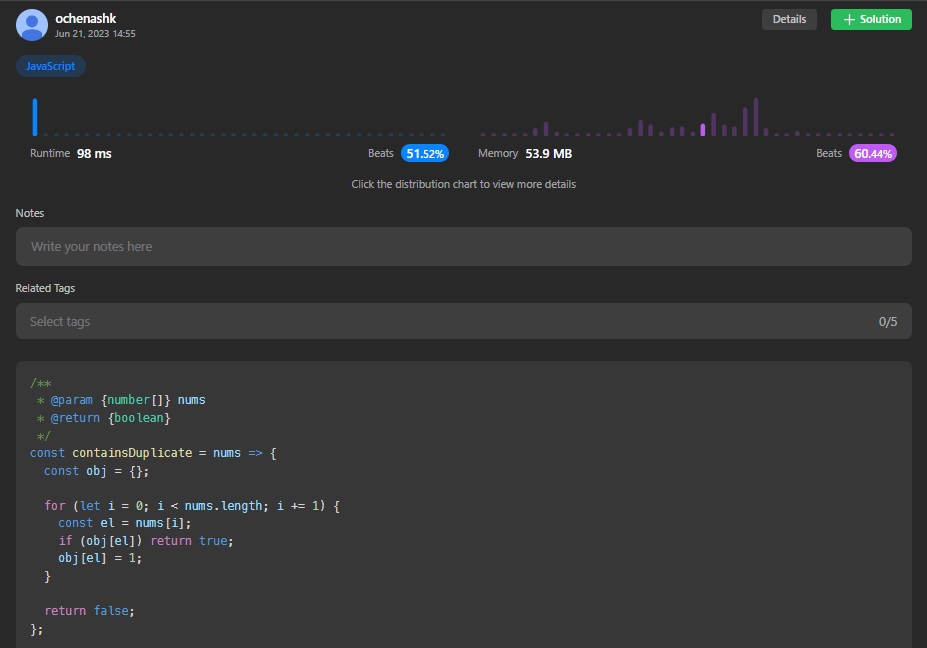 ochenashk
Jun 21, 2023 14:55
Details
Solution
JavaScript
Runtime 98 ms
Beats 51.52%
Memory 53.9 MB
Beats 60.44%
Click the distribution chart to view more details
Notes
Write your notes here
Related Tags
Select tags
0/5
/**
 * @param {number[]} nums
 * @return {boolean}
 */
const containsDuplicate = nums => {
  const obj = {};

  for (let i = 0; i < nums.length; i += 1) {
    const el = nums[i];
    if (obj[el]) return true;
    obj[el] = 1;
  }

  return false;
};